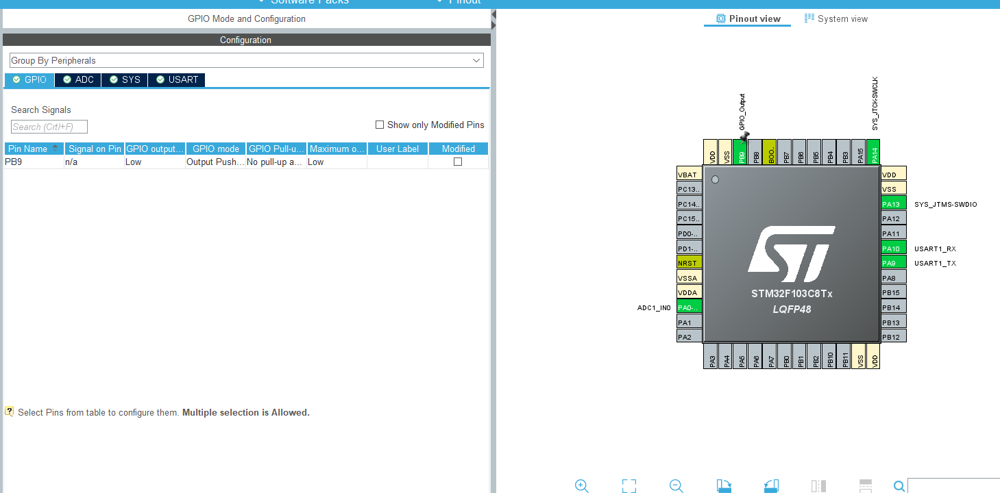 Software Packs
Pinout
GPIO Mode and Configuration
Configuration
Group By Peripherals
GPIO
ADC
SYS
USART
Search Signals
Search (Crtl+F)
Show only Modified Pins
Pin Name
Signal on Pin
GPIO output...
GPIO mode
GPIO Pull-u...
Maximum o...
User Label
Modified
PB9
n/a
Low
Output Push...
No pull-up a...
Low
? Select Pins from table to configure them. Multiple selection is Allowed.
Pinout view
System view
GPIO_Output
SYS_JTCK-SWCLK
VDD
VSS
PB9
PB8
BOO..
PB7
PB6
PB5
PB4
PB3
PA15
PA14
VBAT
PC13..
PC14..
PC15..
PD0-..
PD1-..
NRST
VSSA
VDDA
ADC1_IN0
PA0-..
PA1
PA2
VDD
VSS
PA13
SYS_JTMS-SWDIO
PA12
PA11
PA10
USART1_RX
PA9
USART1_TX
PA8
PB15
PB14
PB13
PB12
ST
STM32F103C8Tx
LQFP48
PA3
PA4
PA5
PA6
PA7
PB0
PB1
PB2
PB10
PB11
VSS
VDD